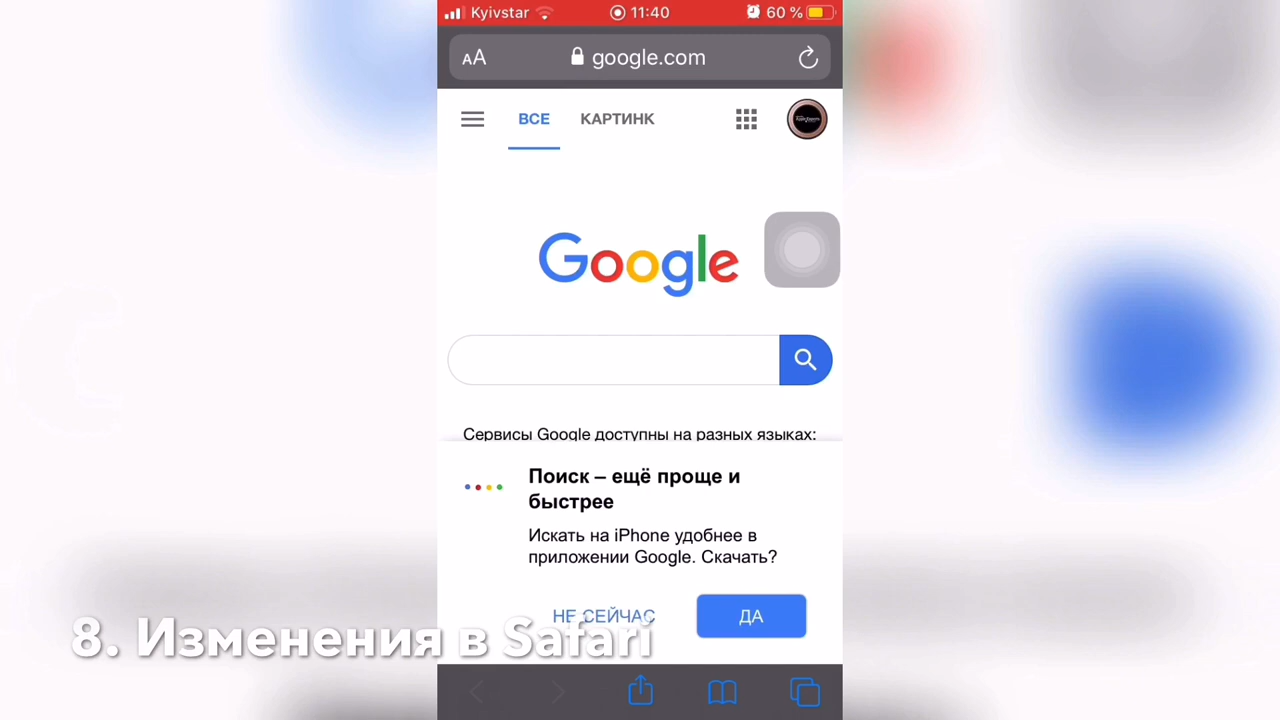 Kyivstar 11:40 60 %
AA google.com
ВСЕ КАРТИНК
Google
Сервисы Google доступны на разных языках:
Поиск – ещё проще и
быстрее
Искать на iPhone удобнее в
приложении Google. Скачать?
НЕ СЕЙЧАС ДА
8. Изменения в Safari